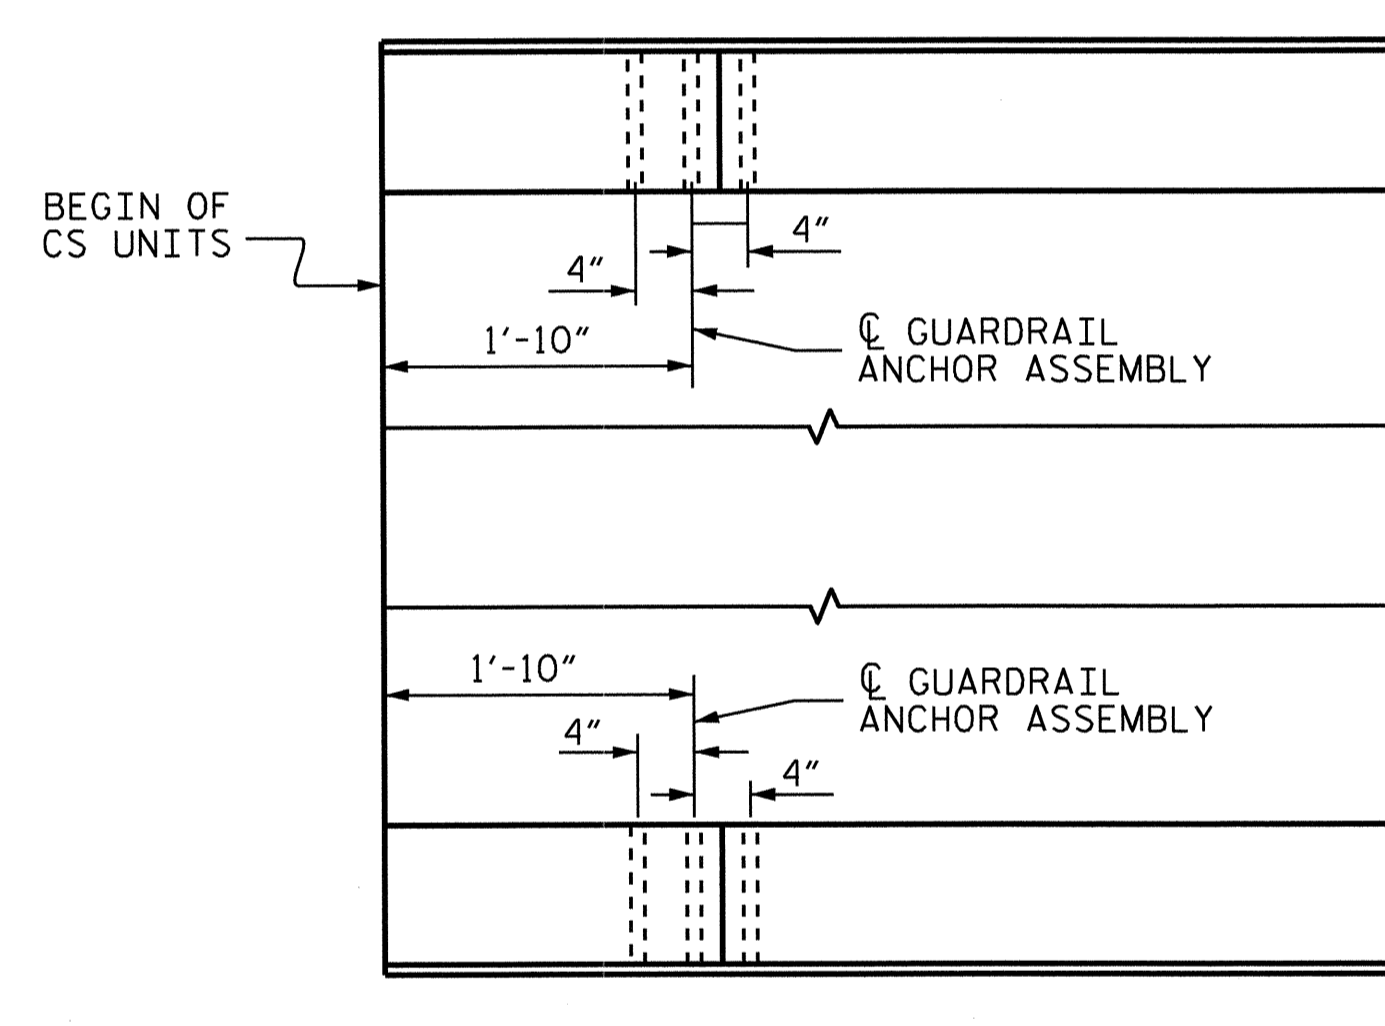 BEGIN OF
CS UNITS
4″
4″
1′-10″
℄ GUARDRAIL
ANCHOR ASSEMBLY
1′-10″
℄ GUARDRAIL
ANCHOR ASSEMBLY
4″
4″